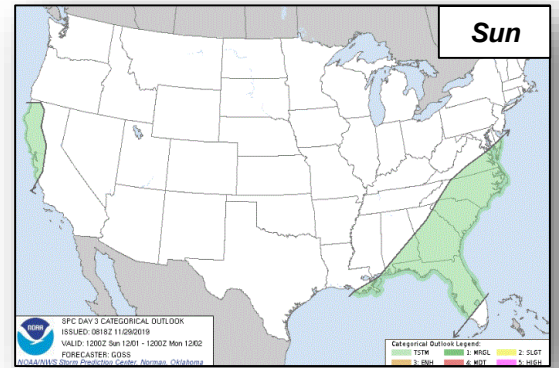 Sun
NOAA
SPC DAY 3 CATEGORICAL OUTLOOK
ISSUED: 0818Z 11/29/2019
VALID: 1200Z Sun 12/01 - 1200Z Mon 12/02
FORECASTER: GOSS
NOAA/NWS Storm Prediction Center, Norman, Oklahoma
Categorical Outlook Legend:
TSTM 1: MRGL 2: SLGT
3: ENH 4: MDT 5: HIGH